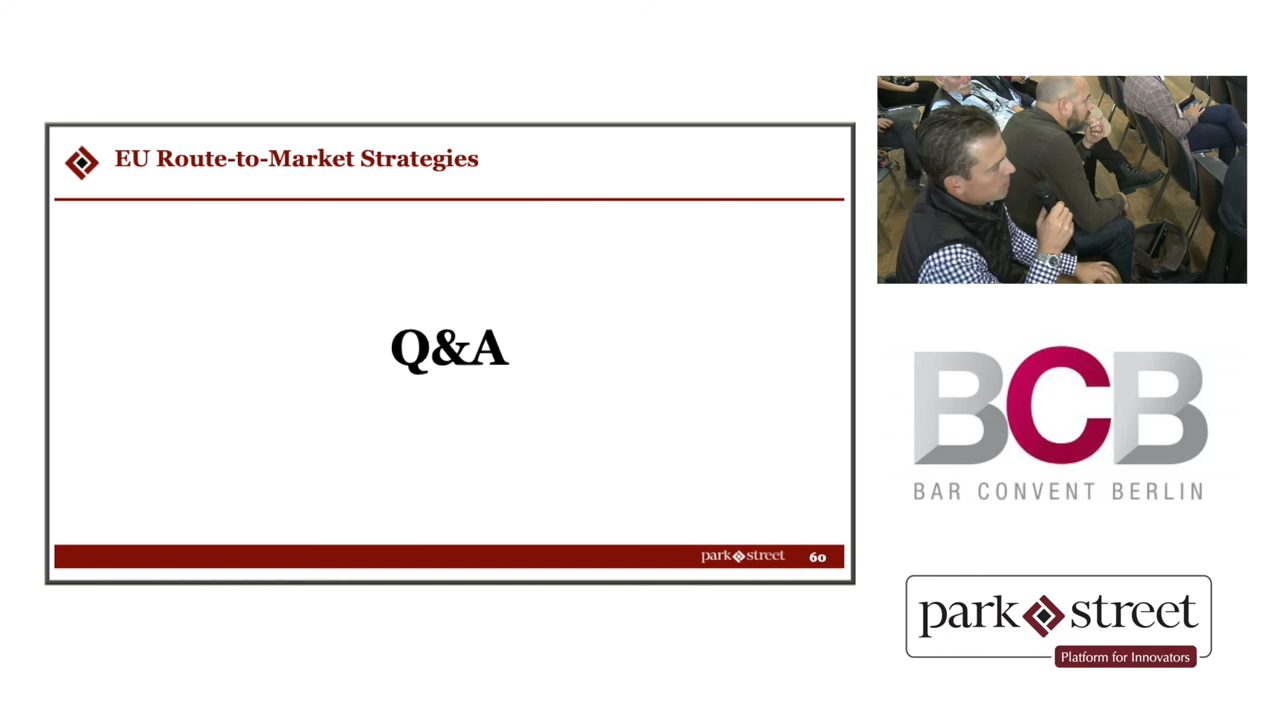 EU Route-to-Market Strategies
Q&A
park street 60
BCB
BAR CONVENT BERLIN
park street
Platform for Innovators